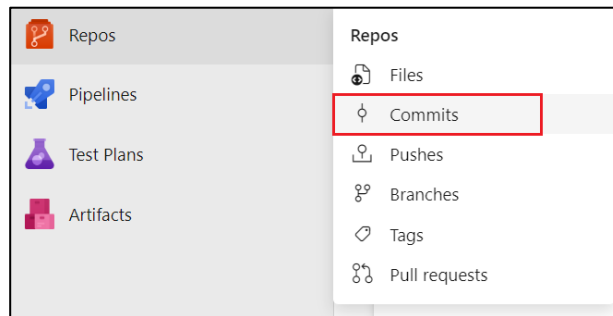 Repos
Pipelines
Test Plans
Artifacts
Repos
Files
Commits
Pushes
Branches
Tags
Pull requests